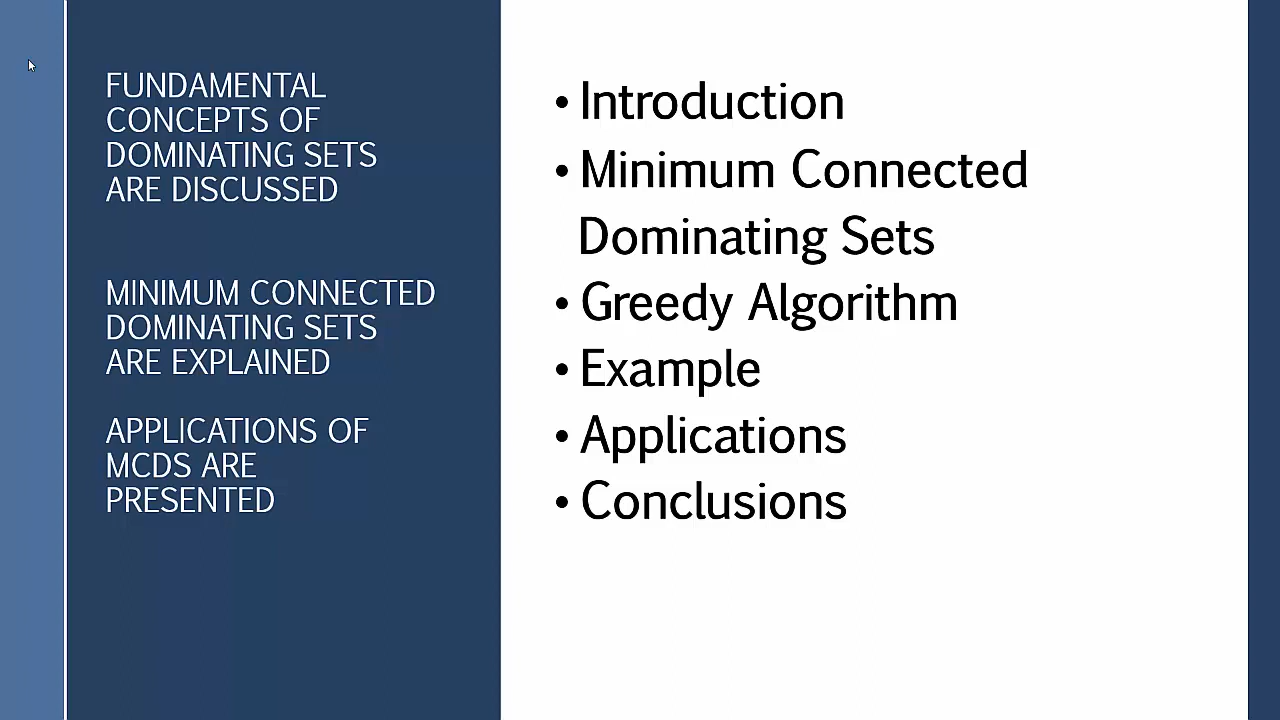 FUNDAMENTAL
CONCEPTS OF
DOMINATING SETS
ARE DISCUSSED
MINIMUM CONNECTED
DOMINATING SETS
ARE EXPLAINED
APPLICATIONS OF
MCDS ARE
PRESENTED
• Introduction
• Minimum Connected
Dominating Sets
• Greedy Algorithm
• Example
• Applications
• Conclusions